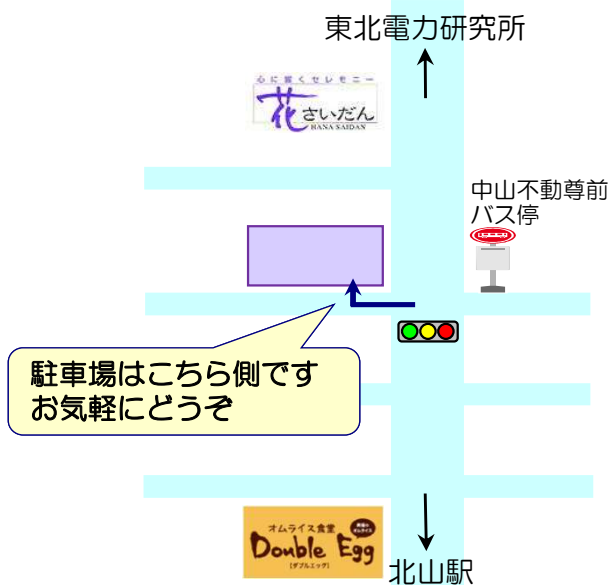 東北電力研究所
心に響くセレモニー
花さいだん
HANA SAIDAN
中山不動尊前
バス停
駐車場はこちら側です
お気軽にどうぞ
オムライス食堂
Double Egg
[ダブルエッグ]
北山駅